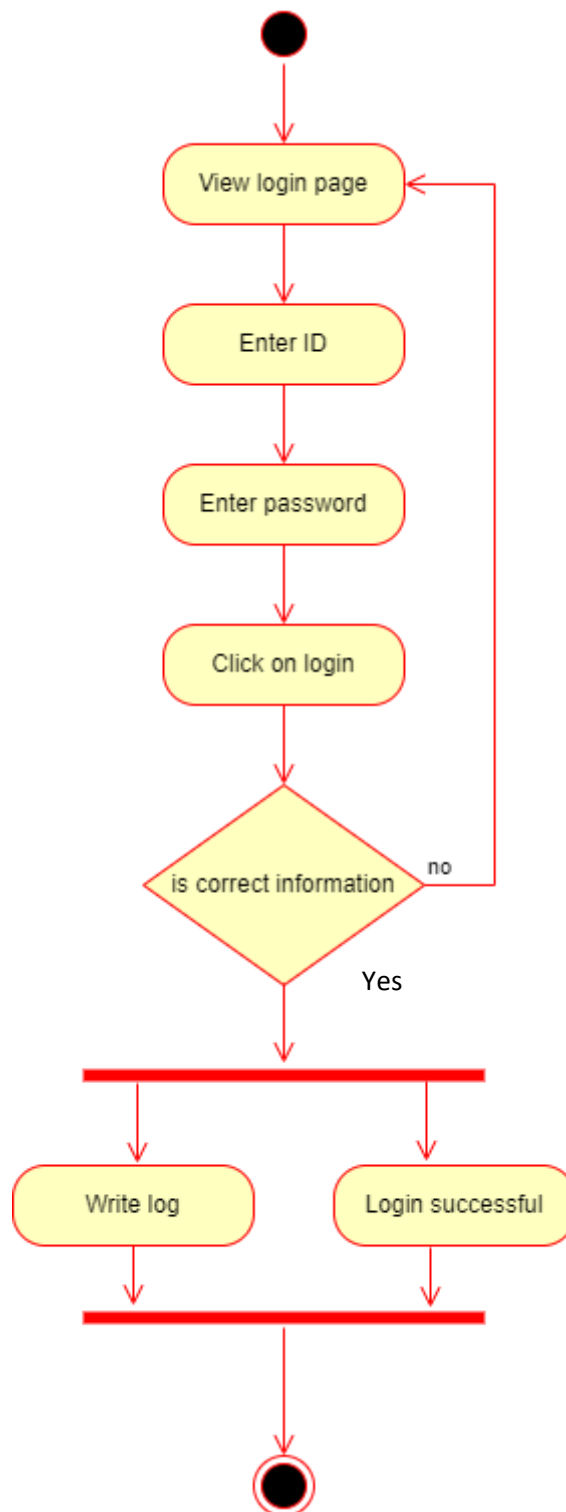 View login page
Enter ID
Enter password
Click on login
is correct information
no
Yes
Write log
Login successful